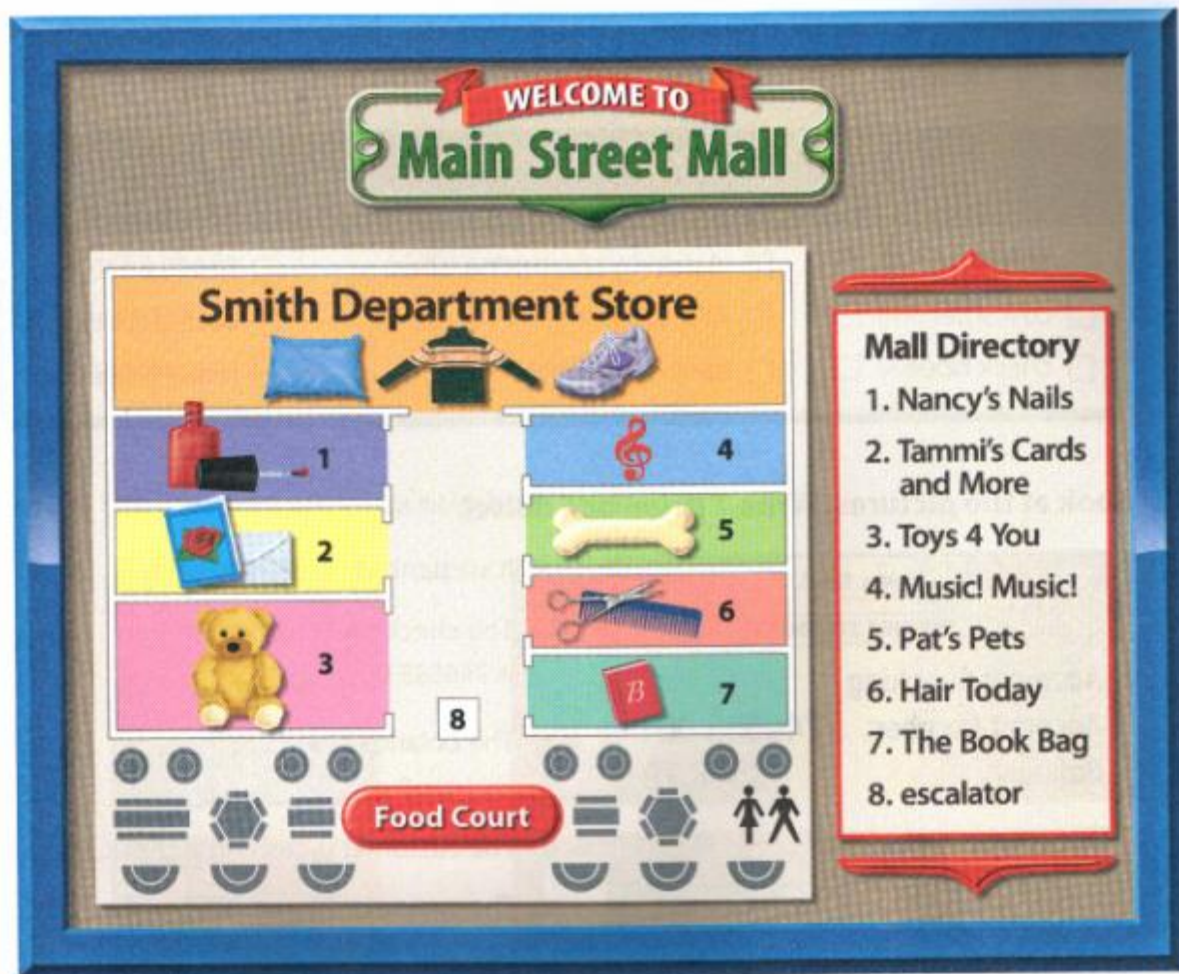 WELCOME TO
Main Street Mall
Smith Department Store
1
2
3
4
5
6
7
B
8
Food Court
Mall Directory
1. Nancy's Nails
2. Tammi's Cards
and More
3. Toys 4 You
4. Music! Music!
5. Pat's Pets
6. Hair Today
7. The Book Bag
8. escalator